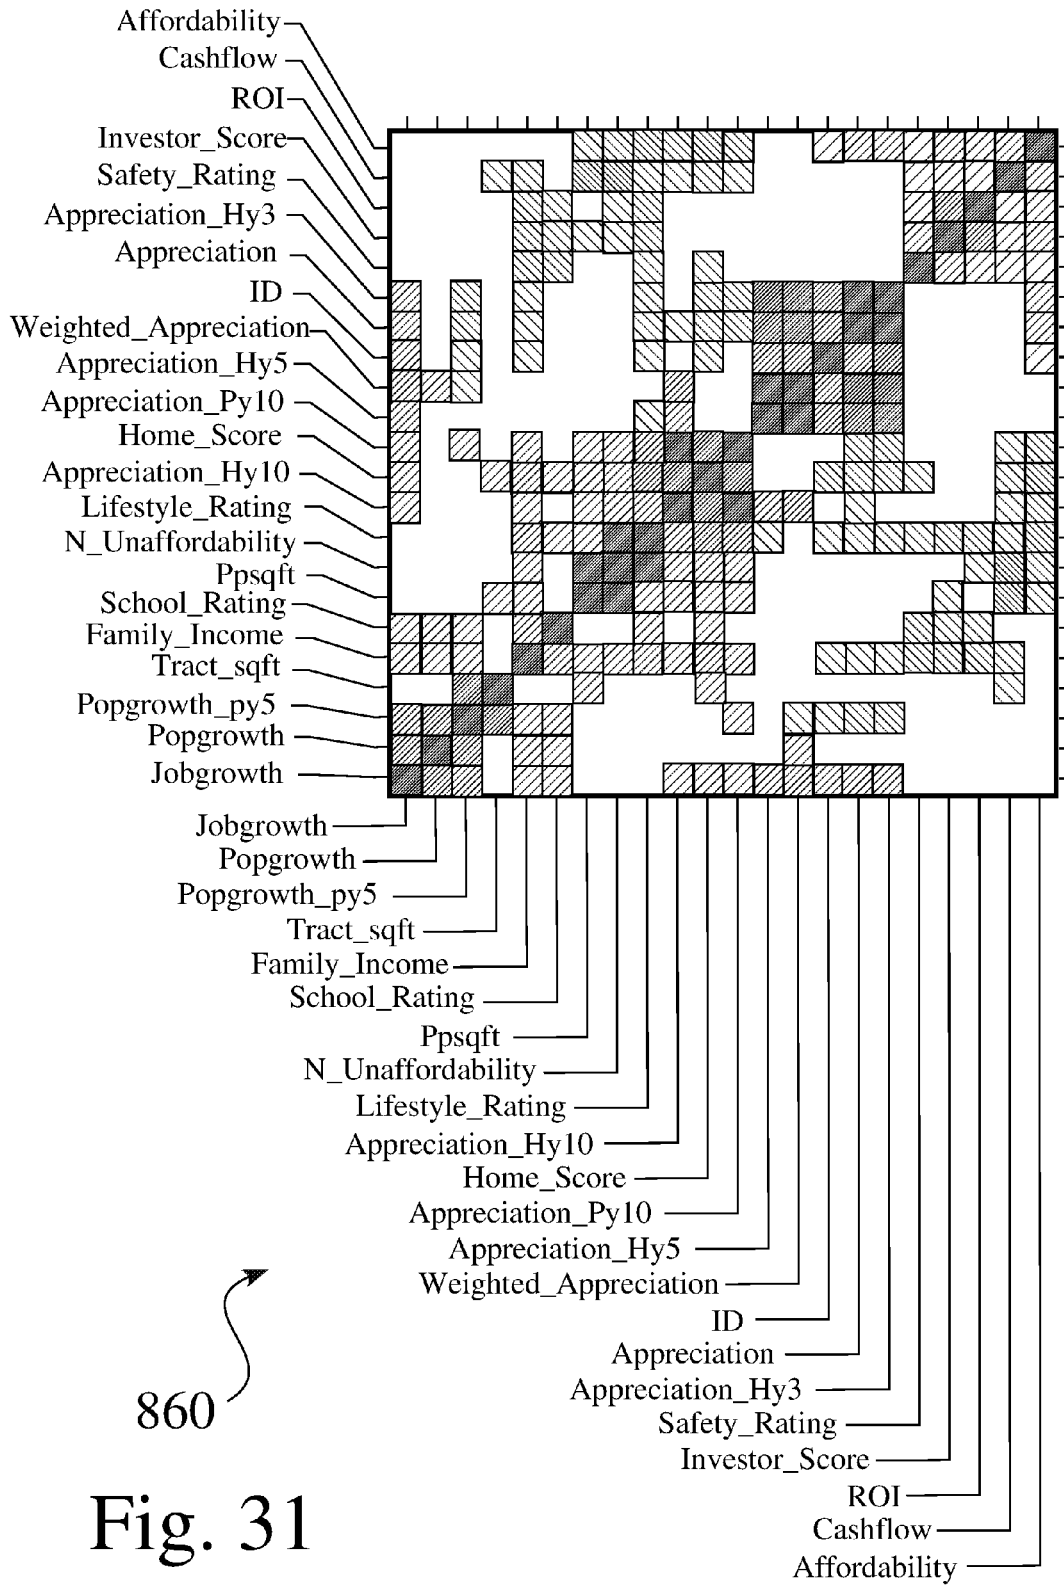 Affordability
Cashflow
ROI
Investor_Score
Safety_Rating
Appreciation_Hy3
Appreciation
ID
Weighted_Appreciation
Appreciation_Hy5
Appreciation_Py10
Home_Score
Appreciation_Hy10
Lifestyle_Rating
N_Unaffordability
Ppsqft
School_Rating
Family_Income
Tract_sqft
Popgrowth_py5
Popgrowth
Jobgrowth
Jobgrowth
Popgrowth
Popgrowth_py5
Tract_sqft
Family_Income
School_Rating
Ppsqft
N_Unaffordability
Lifestyle_Rating
Appreciation_Hy10
Home_Score
Appreciation_Py10
Appreciation_Hy5
Weighted_Appreciation
ID
Appreciation
Appreciation_Hy3
Safety_Rating
Investor_Score
ROI
Cashflow
Affordability
860
Fig. 31